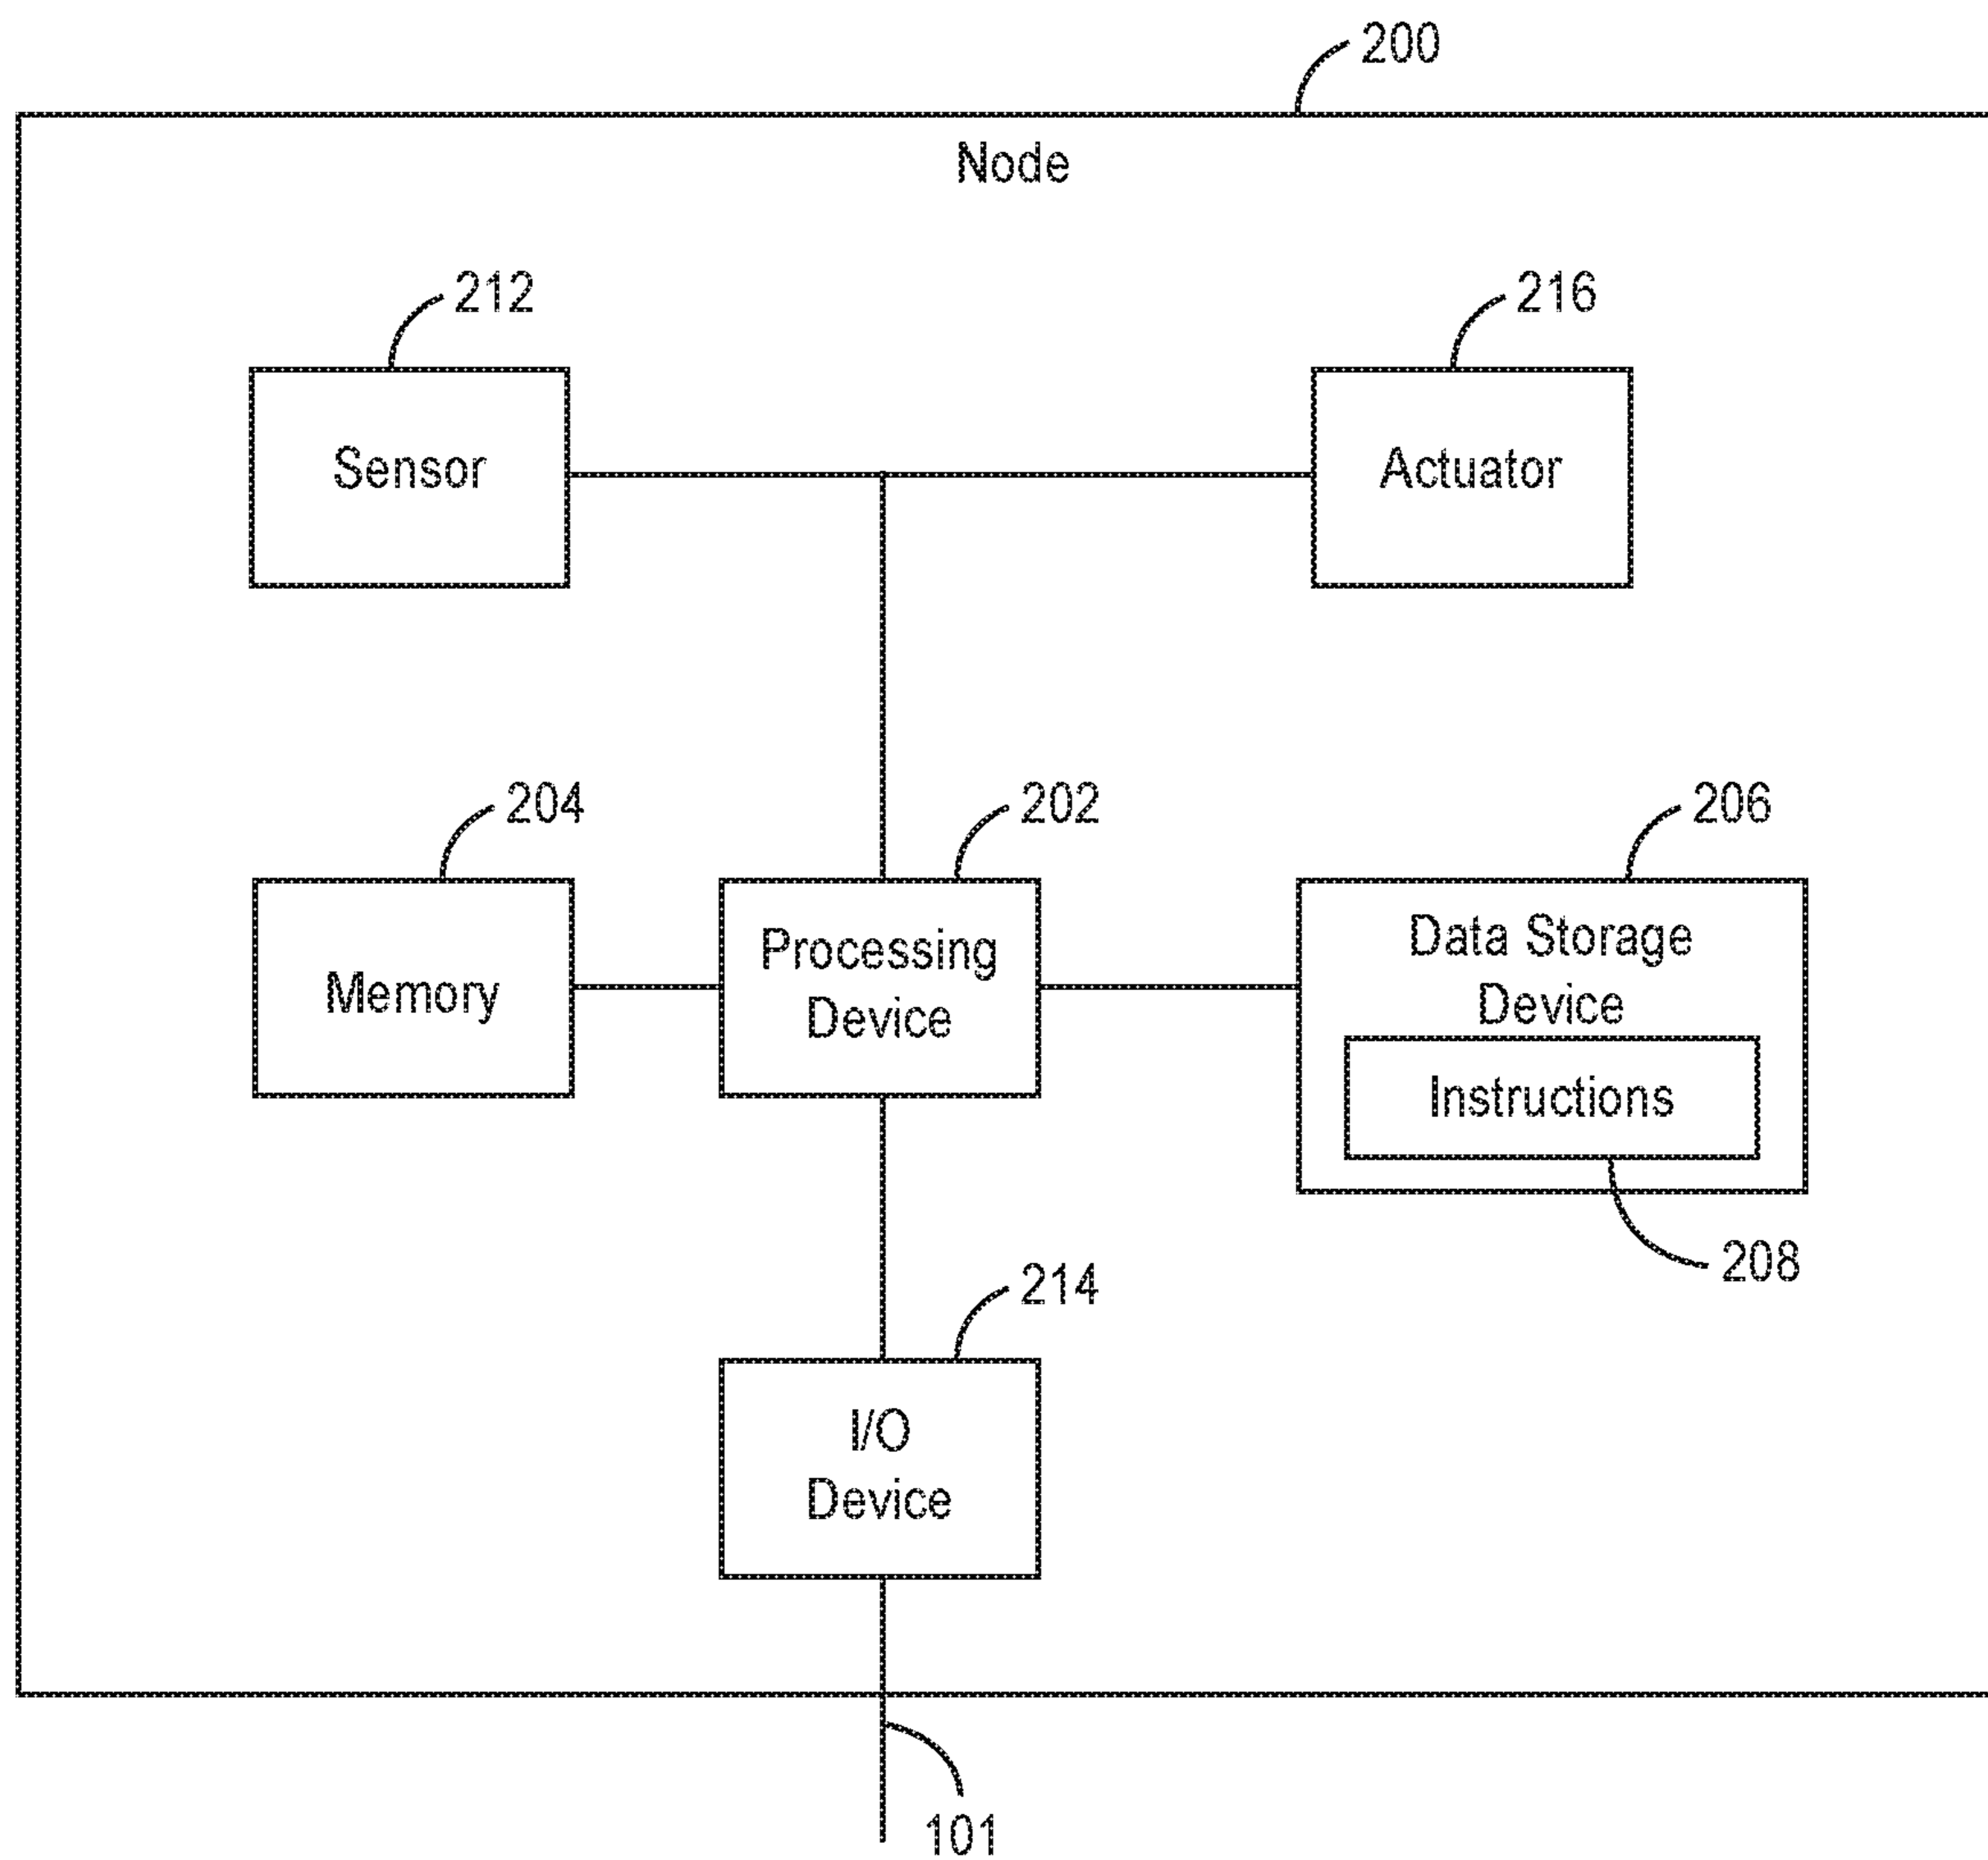 200
Node
212
216
Sensor
Actuator
204
202
206
Memory
Processing
Device
Data Storage
Device
Instructions
208
214
I/O
Device
101